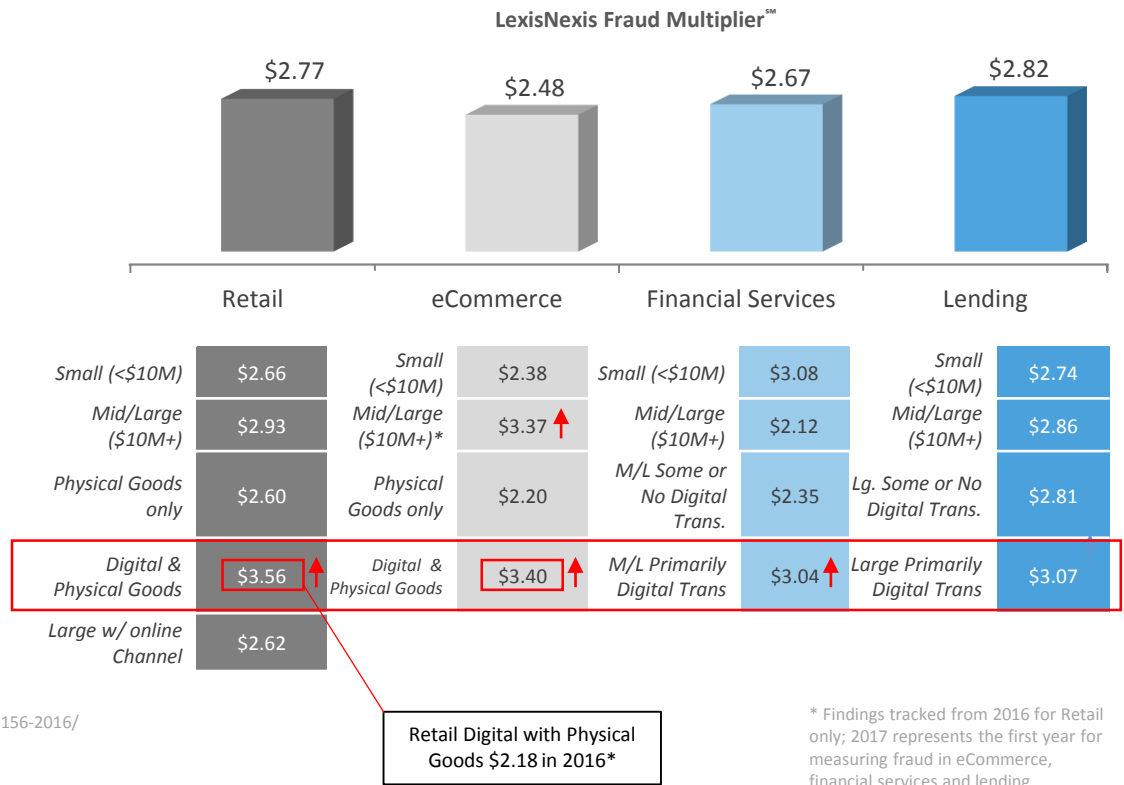 LexisNexis Fraud Multiplier℠
$2.77
$2.48
$2.67
$2.82
Retail
eCommerce
Financial Services
Lending
Small (<$10M)
$2.66
Mid/Large
($10M+)
$2.93
Physical Goods
only
$2.60
Digital &
Physical Goods
$3.56
Large w/ online
Channel
$2.62
Small
(<$10M)
$2.38
Mid/Large
($10M+)*
$3.37
Physical
Goods only
$2.20
Digital &
Physical Goods
$3.40
Small (<$10M)
$3.08
Mid/Large
($10M+)
$2.12
M/L Some or
No Digital
Trans.
$2.35
M/L Primarily
Digital Trans
$3.04
Small
(<$10M)
$2.74
Mid/Large
($10M+)
$2.86
Lg. Some or No
Digital Trans.
$2.81
Large Primarily
Digital Trans
$3.07
156-2016/
Retail Digital with Physical
Goods $2.18 in 2016*
* Findings tracked from 2016 for Retail
only; 2017 represents the first year for
measuring fraud in eCommerce,
financial services and lending